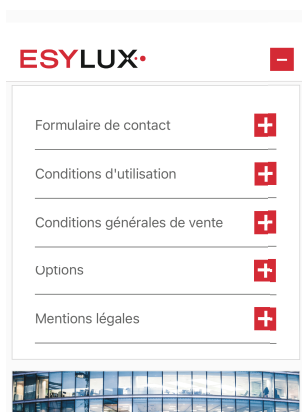 ESYLUX
Formulaire de contact
Conditions d'utilisation
Conditions générales de vente
Options
Mentions légales